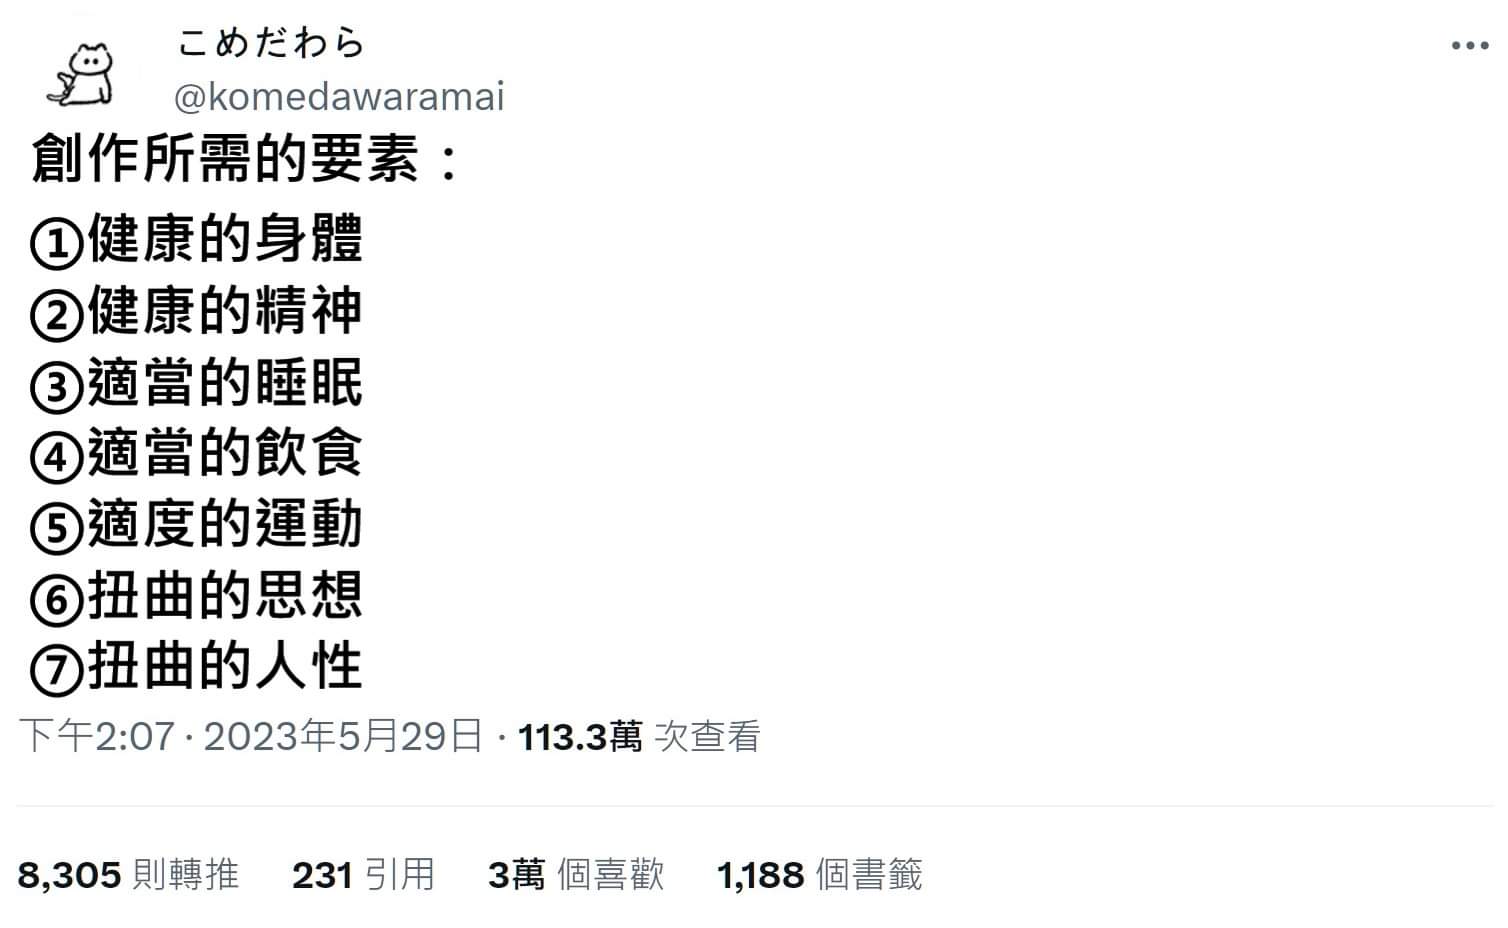 こめだわら
@komedawaramai
創作所需的要素：
①健康的身體
②健康的精神
③適當的睡眠
④適當的飲食
⑤適度的運動
⑥扭曲的思想
⑦扭曲的人性
下午2:07 · 2023年5月29日 · 113.3萬 次查看
8,305 則轉推 231 引用 3萬 個喜歡 1,188 個書籤